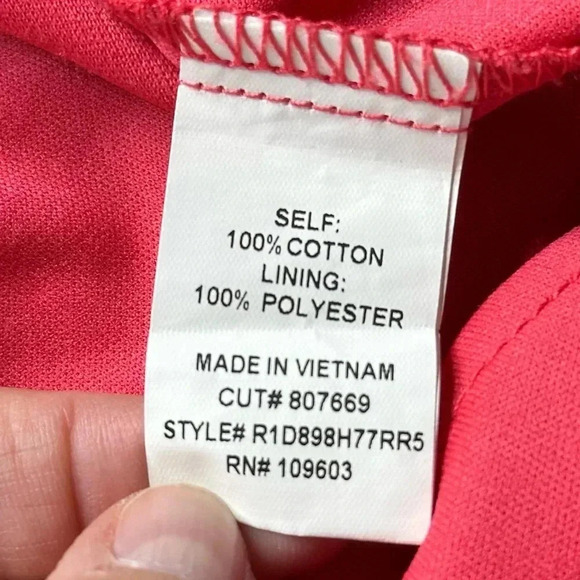 SELF:
100% COTTON
LINING:
100% POLYESTER
MADE IN VIETNAM
CUT# 807669
STYLE# R1D898H77RR5
RN# 109603